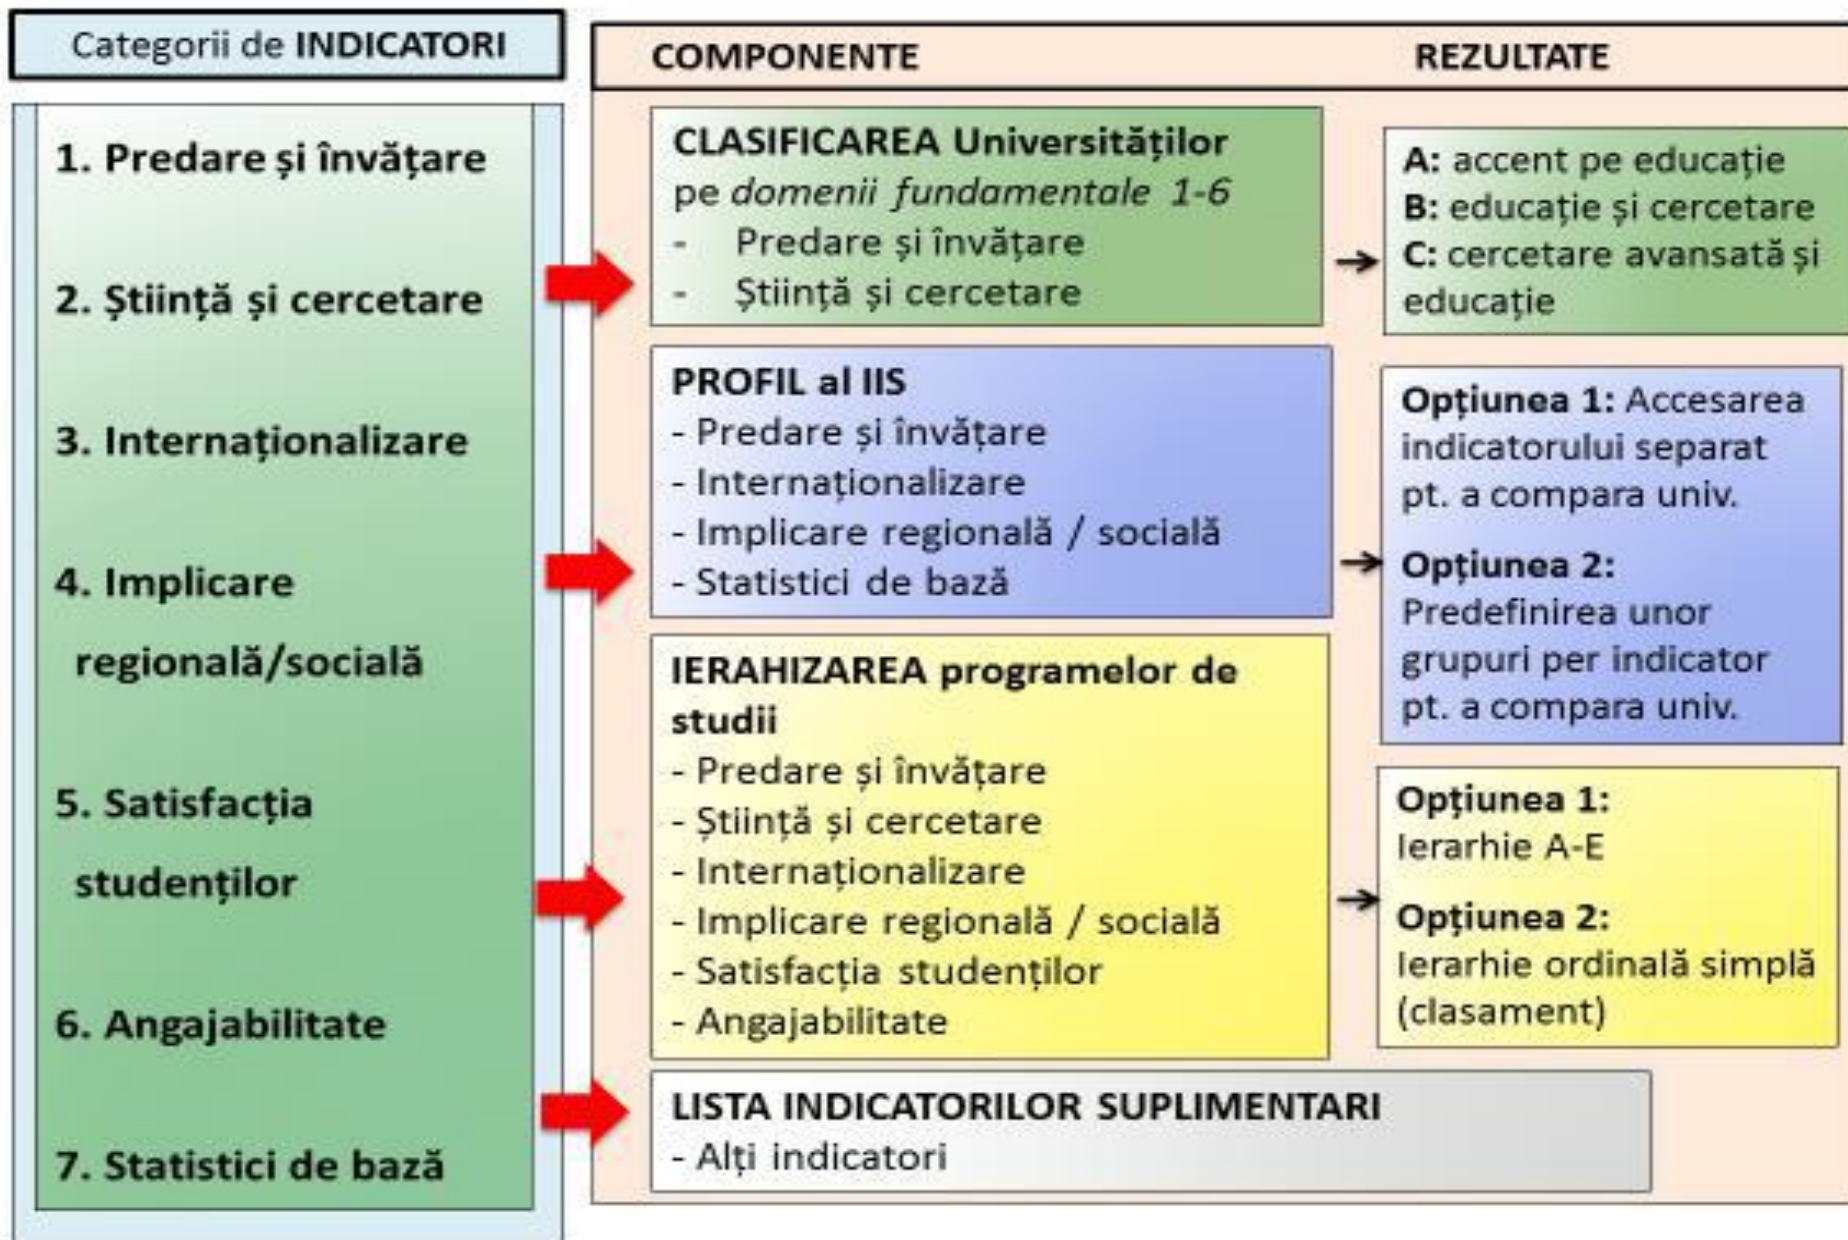 Categorii de INDICATORI
1. Predare și învățare
2. Știință și cercetare
3. Internaționalizare
4. Implicare
regională/socială
5. Satisfacția
studenților
6. Angajabilitate
7. Statistici de bază
COMPONENTE
REZULTATE
CLASIFICAREA Universităților
pe domenii fundamentale 1-6
- Predare și învățare
- Știință și cercetare
A: accent pe educație
B: educație și cercetare
C: cercetare avansată și
educație
PROFIL al IIS
- Predare și învățare
- Internaționalizare
- Implicare regională / socială
- Statistici de bază
Opțiunea 1: Accesarea
indicatorului separat
pt. a compara univ.
Opțiunea 2:
Predefinirea unor
grupuri per indicator
pt. a compara univ.
IERAHIZAREA programelor de
studii
- Predare și învățare
- Știință și cercetare
- Internaționalizare
- Implicare regională / socială
- Satisfacția studenților
- Angajabilitate
Opțiunea 1:
Ierarhie A-E
Opțiunea 2:
Ierarhie ordinală simplă
(clasament)
LISTA INDICATORILOR SUPLIMENTARI
- Alți indicatori